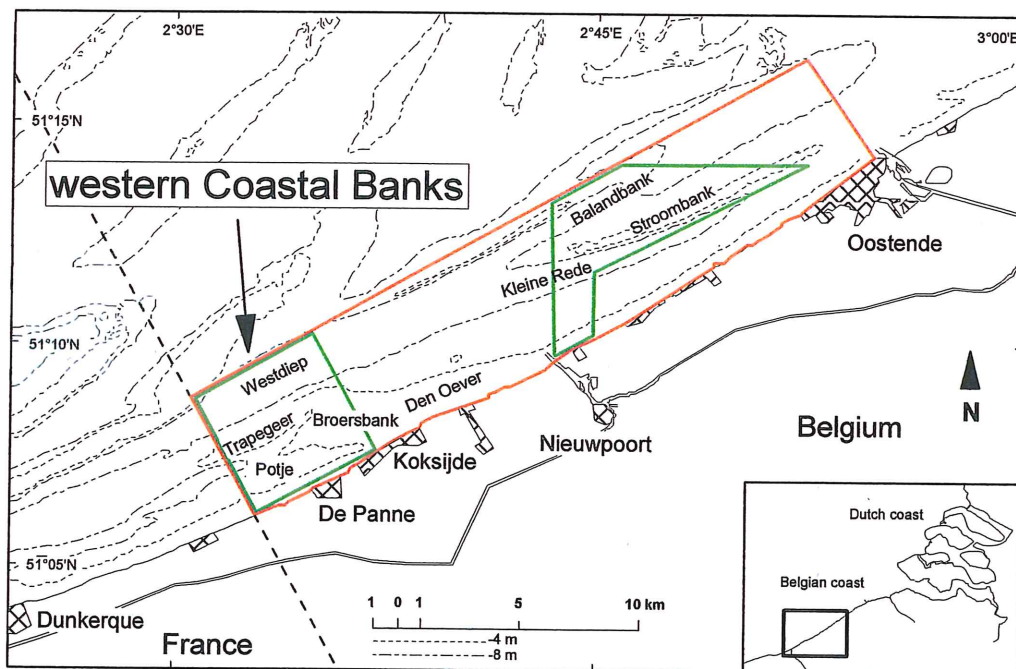 2°30'
2°45'E
3°00'E
51°15'N
western Coastal Banks
Balandbank
Stroombank
Oostende
Kleine Rede
51°10'N
Westdiep
Den Oever
Broersbank
Trapegeer
Nieuwpoort
Belgium
N
Koksijde
Potje
De Panne
Dutch coast
51°05'N
Belgian coast
Dunkerque
1 0 1 5 10 km
France
-4 m
-8 m